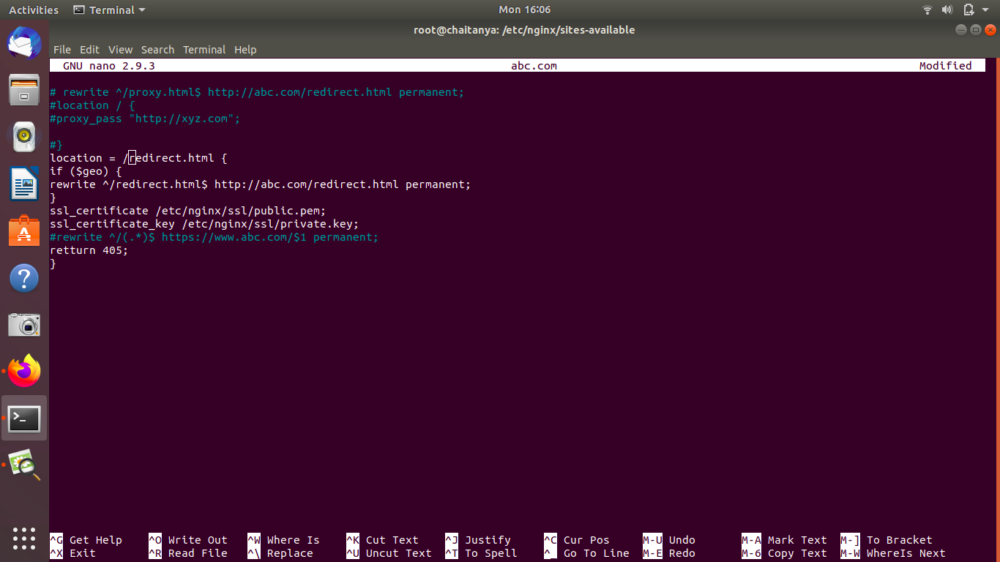 Activities Terminal Mon 16:06
root@chaitanya: /etc/nginx/sites-available
File Edit View Search Terminal Help
GNU nano 2.9.3 abc.com Modified
# rewrite ^/proxy.html$ http://abc.com/redirect.html permanent;
#location / {
#proxy_pass "http://xyz.com";
#}
location = /redirect.html {
if ($geo) {
rewrite ^/redirect.html$ http://abc.com/redirect.html permanent;
}
ssl_certificate /etc/nginx/ssl/public.pem;
ssl_certificate_key /etc/nginx/ssl/private.key;
#rewrite ^/(.*)$ https://www.abc.com/$1 permanent;
retturn 405;
}
^G Get Help ^O Write Out ^W Where Is ^K Cut Text ^J Justify ^C Cur Pos M-U Undo M-A Mark Text M-] To Bracket
^X Exit ^R Read File ^\ Replace ^U Uncut Text ^T To Spell ^_ Go To Line M-E Redo M-6 Copy Text M-W WhereIs Next